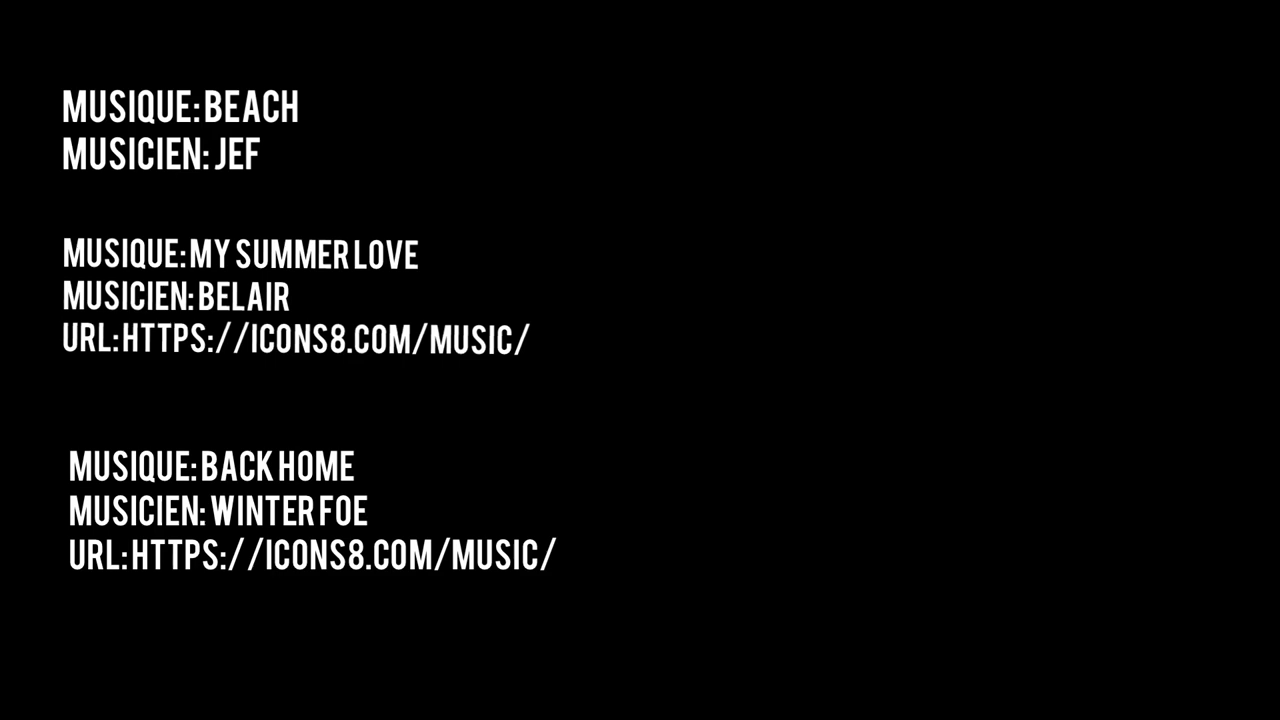 MUSIQUE: BEACH
MUSICIEN: JEF
MUSIQUE: MY SUMMER LOVE
MUSICIEN: BELAIR
URL: HTTPS://ICONS8.COM/MUSIC/
MUSIQUE: BACK HOME
MUSICIEN: WINTER FOE
URL: HTTPS://ICONS8.COM/MUSIC/